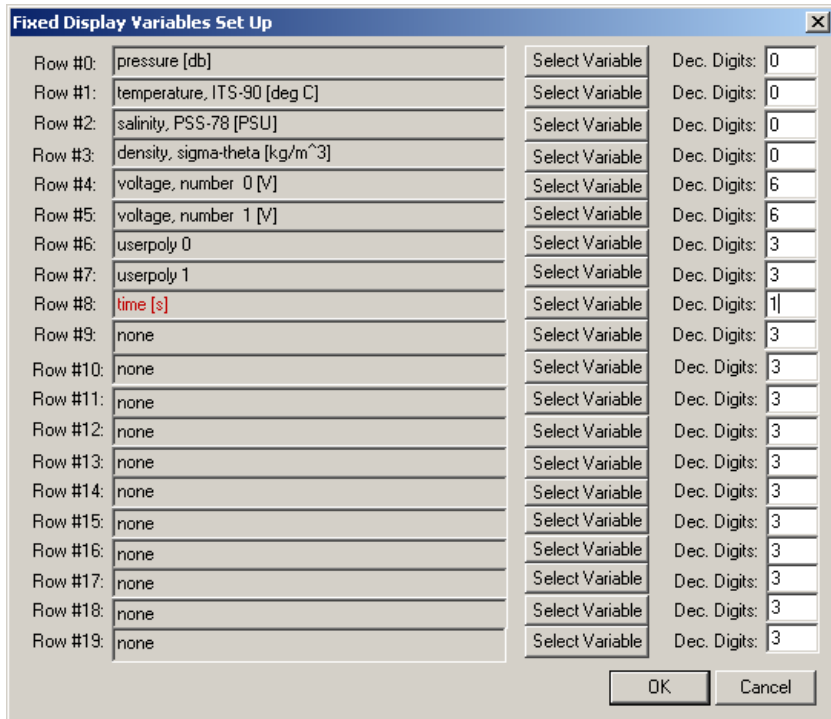 Fixed Display Variables Set Up
Row #0: pressure [db] Select Variable Dec. Digits: 0
Row #1: temperature, ITS-90 [deg C] Select Variable Dec. Digits: 0
Row #2: salinity, PSS-78 [PSU] Select Variable Dec. Digits: 0
Row #3: density, sigma-theta [kg/m^3] Select Variable Dec. Digits: 0
Row #4: voltage, number 0 [V] Select Variable Dec. Digits: 6
Row #5: voltage, number 1 [V] Select Variable Dec. Digits: 6
Row #6: userpoly 0 Select Variable Dec. Digits: 3
Row #7: userpoly 1 Select Variable Dec. Digits: 3
Row #8: time [s] Select Variable Dec. Digits: 1
Row #9: none Select Variable Dec. Digits: 3
Row #10: none Select Variable Dec. Digits: 3
Row #11: none Select Variable Dec. Digits: 3
Row #12: none Select Variable Dec. Digits: 3
Row #13: none Select Variable Dec. Digits: 3
Row #14: none Select Variable Dec. Digits: 3
Row #15: none Select Variable Dec. Digits: 3
Row #16: none Select Variable Dec. Digits: 3
Row #17: none Select Variable Dec. Digits: 3
Row #18: none Select Variable Dec. Digits: 3
Row #19: none Select Variable Dec. Digits: 3
OK Cancel